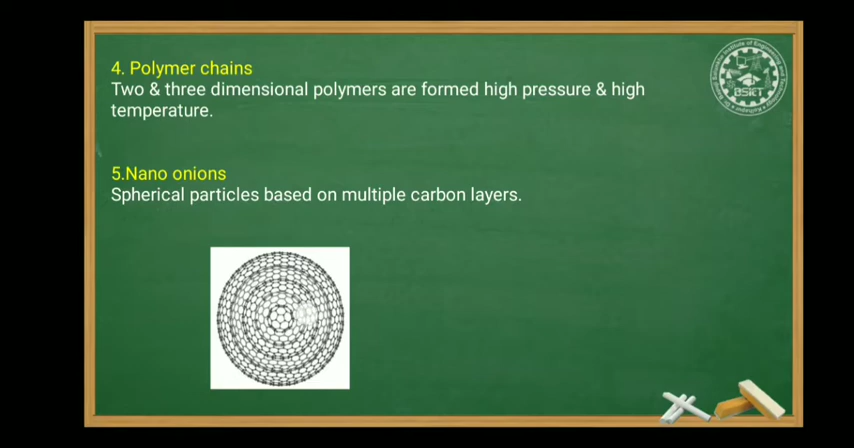 4. Polymer chains
Two & three dimensional polymers are formed high pressure & high
temperature.
5.Nano onions
Spherical particles based on multiple carbon layers.
BSIET